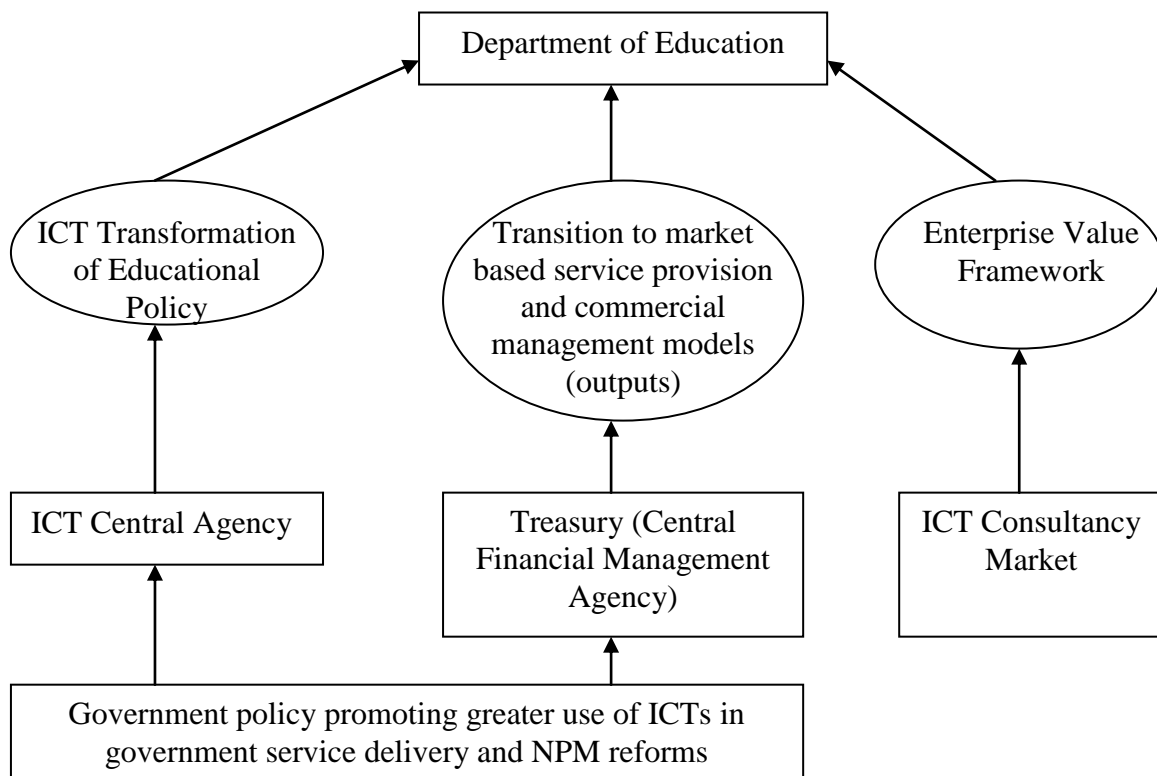 Department of Education
ICT Transformation
of Educational
Policy
Transition to market
based service provision
and commercial
management models
(outputs)
Enterprise Value
Framework
ICT Central Agency
Treasury (Central
Financial Management
Agency)
ICT Consultancy
Market
Government policy promoting greater use of ICTs in
government service delivery and NPM reforms